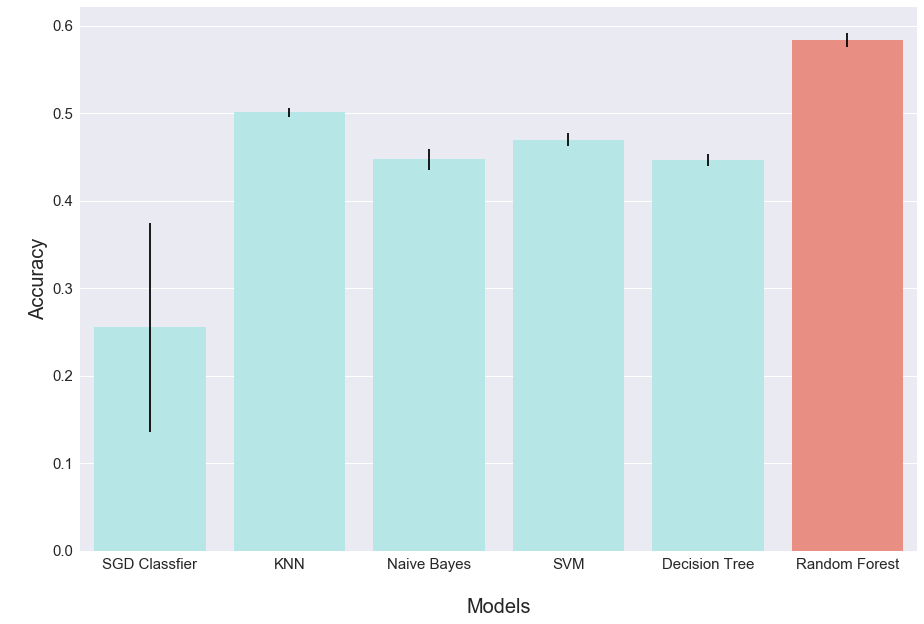 0.6
0.5
0.4
0.3
0.2
0.1
0.0
Accuracy
SGD Classfier KNN Naive Bayes SVM Decision Tree Random Forest
Models